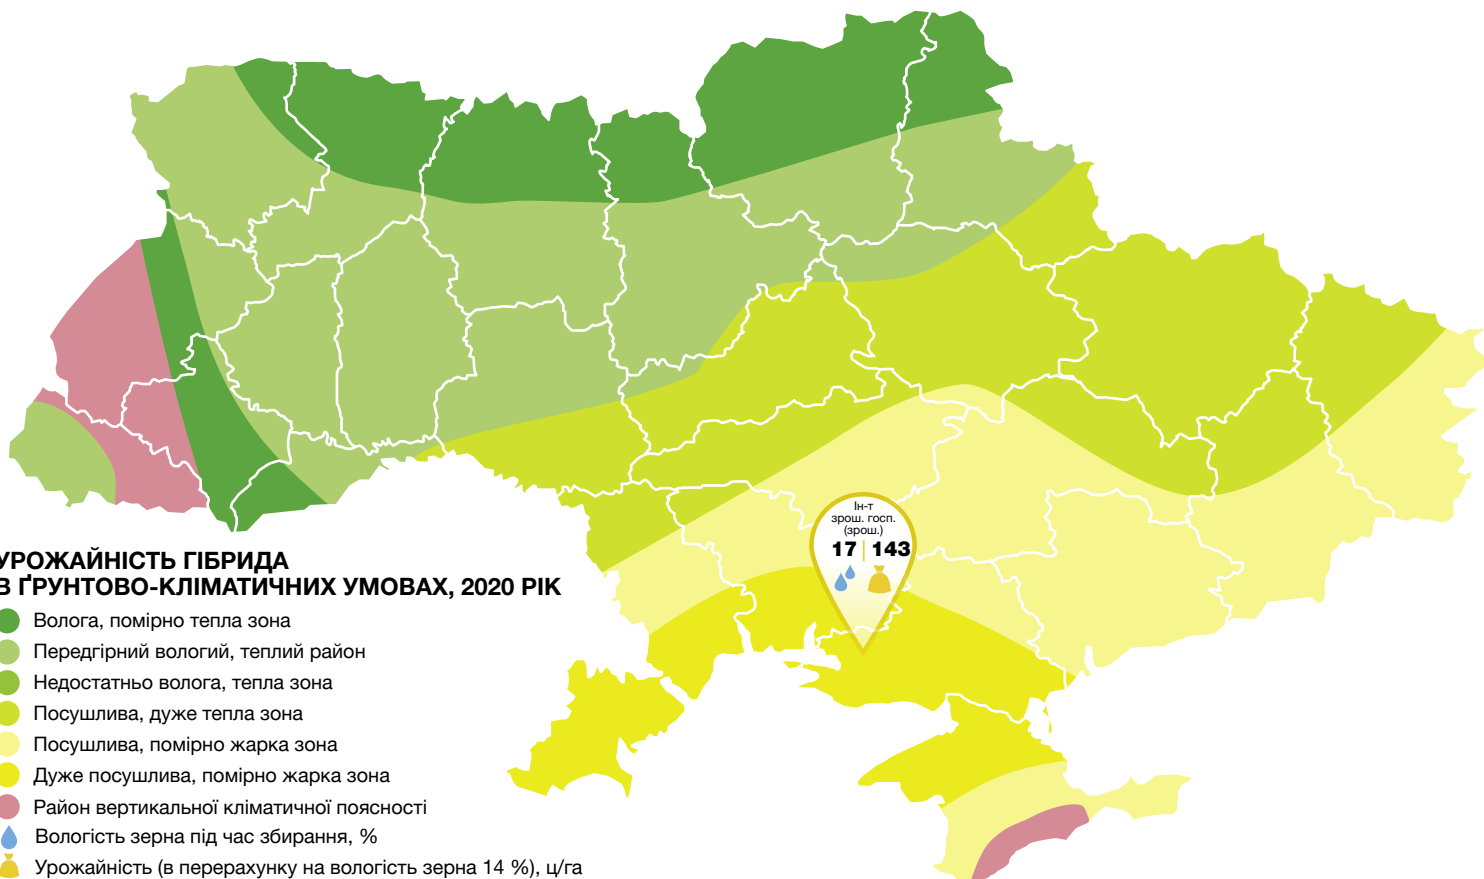 Ін-т
зрош. госп.
(зрош.)
17 143
УРОЖАЙНІСТЬ ГІБРИДА
В ҐРУНТОВО-КЛІМАТИЧНИХ УМОВАХ, 2020 РІК
Волога, помірно тепла зона
Передгірний вологий, теплий район
Недостатньо волога, тепла зона
Посушлива, дуже тепла зона
Посушлива, помірно жарка зона
Дуже посушлива, помірно жарка зона
Район вертикальної кліматичної поясності
Вологість зерна під час збирання, %
Урожайність (в перерахунку на вологість зерна 14 %), ц/га